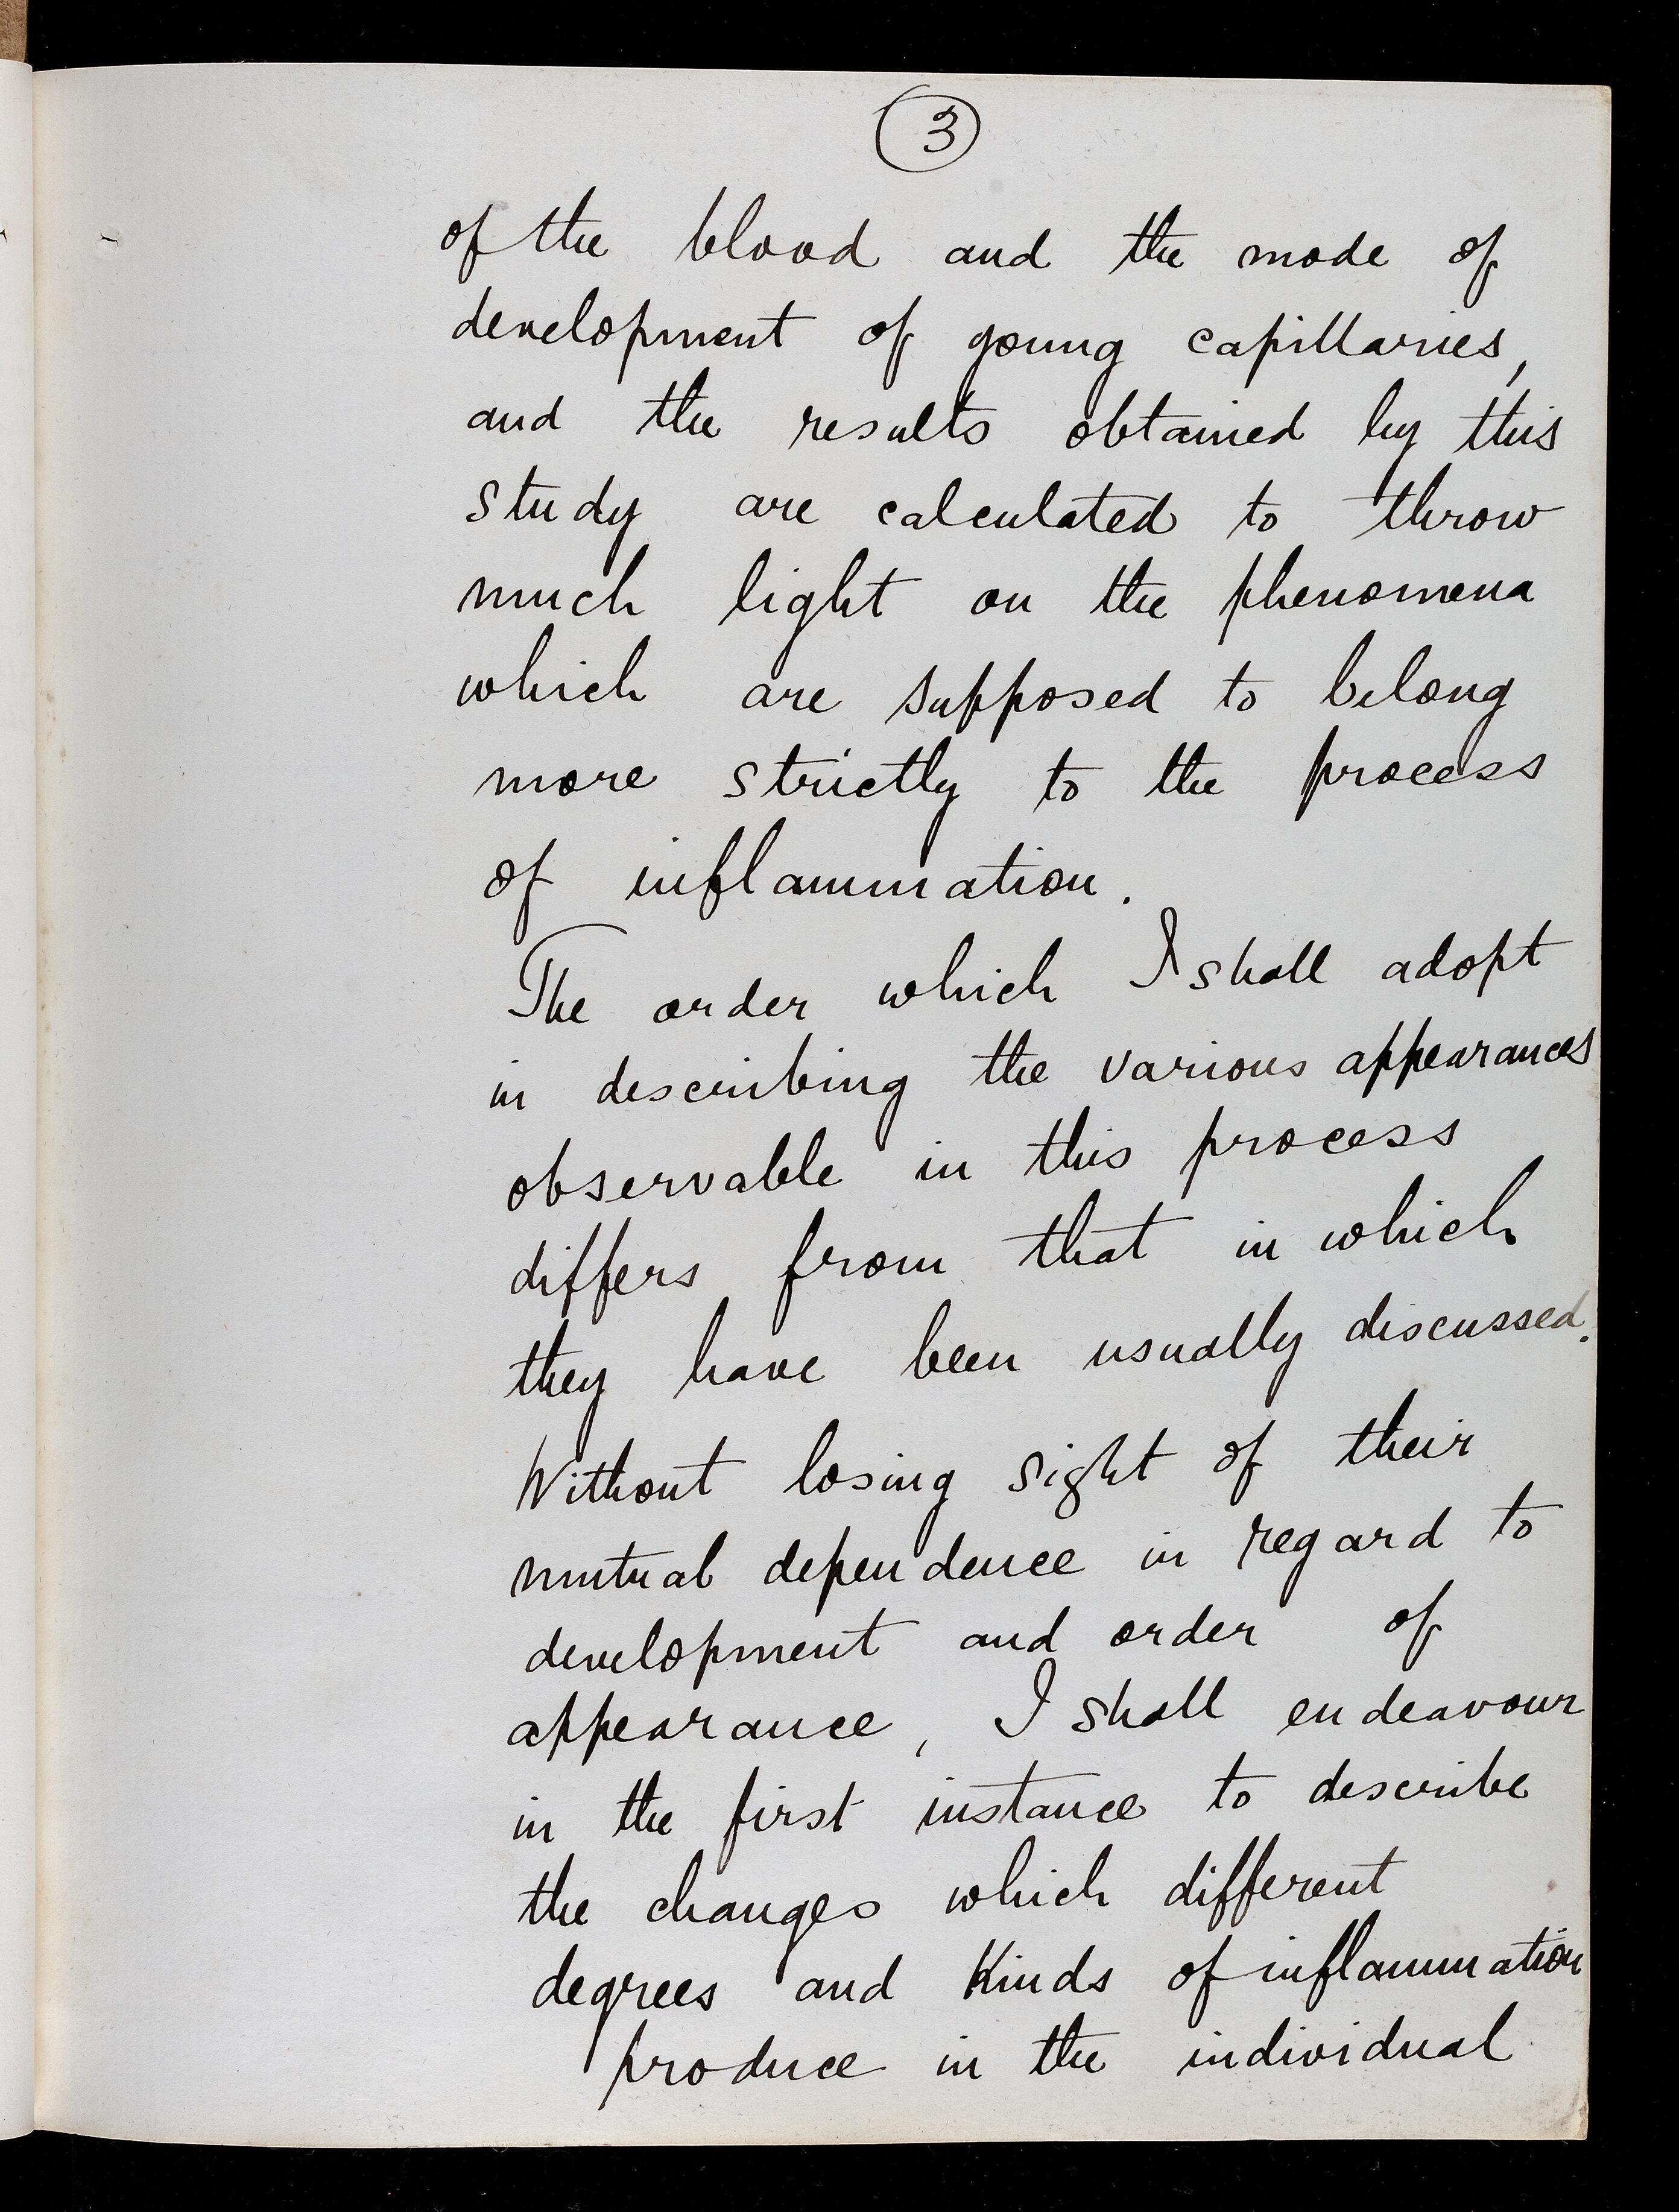 3
of the blood and the mode of
development of young capillaries,
and the results obtained by this
study are calculated to throw
much light on the phenomena
which are supposed to belong
more strictly to the process
of inflammation.
The order which I shall adopt
in describing the various appearances
observable in this process
differs from that in which
they have been usually discussed.
Without losing sight of their
mutual dependence in regard to
development and order of
appearance, I shall endeavour
in the first instance to describe
the changes which different
degrees and kinds of inflammation
produce in the individual